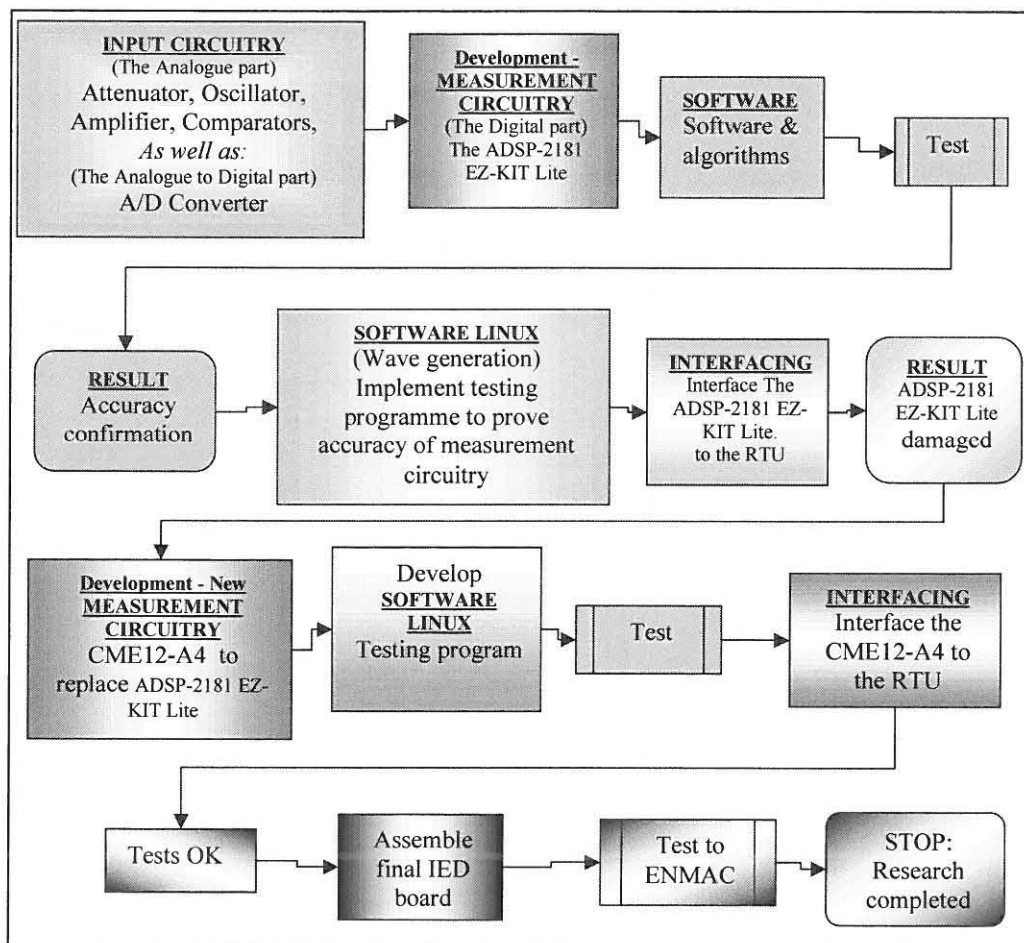 INPUT CIRCUITRY
(The Analogue part)
Attenuator, Oscillator,
Amplifier, Comparators,
As well as:
(The Analogue to Digital part)
A/D Converter
Development -
MEASUREMENT
CIRCUITRY
(The Digital part)
The ADSP-2181
EZ-KIT Lite
SOFTWARE
Software &
algorithms
Test
RESULT
Accuracy
confirmation
SOFTWARE LINUX
(Wave generation)
Implement testing
programme to prove
accuracy of measurement
circuitry
INTERFACING
Interface The
ADSP-2181 EZ-
KIT Lite.
to the RTU
RESULT
ADSP-2181
EZ-KIT Lite
damaged
Development - New
MEASUREMENT
CIRCUITRY
CME12-A4 to
replace ADSP-2181 EZ-
KIT Lite
Develop
SOFTWARE
LINUX
Testing program
Test
INTERFACING
Interface the
CME12-A4 to
the RTU
Tests OK
Assemble
final IED
board
Test to
ENMAC
STOP:
Research
completed